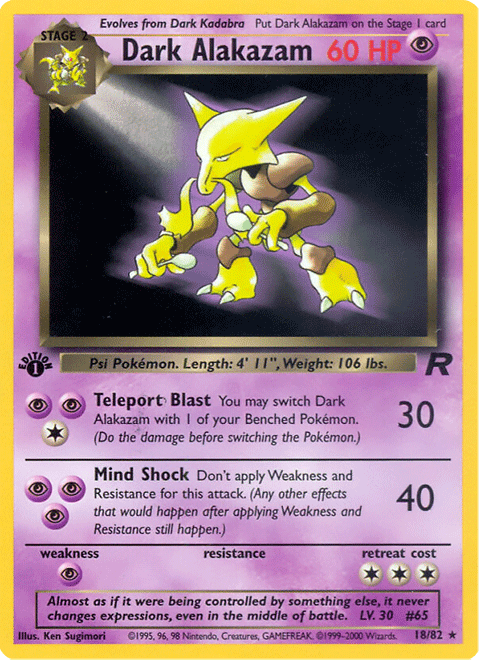 Evolves from Dark Kadabra Put Dark Alakazam on the Stage 1 card
STAGE 2
Dark Alakazam 60 HP
EDITION
1
Psi Pokémon. Length: 4' 11", Weight: 106 lbs.
R
Teleport Blast You may switch Dark
Alakazam with 1 of your Benched Pokémon.
(Do the damage before switching the Pokémon.)
30
Mind Shock Don't apply Weakness and
Resistance for this attack. (Any other effects
that would happen after applying Weakness and
Resistance still happen.)
40
weakness resistance retreat cost
Almost as if it were being controlled by something else, it never
changes expressions, even in the middle of battle. LV. 30 #65
Illus. Ken Sugimori ©1995, 96, 98 Nintendo, Creatures, GAMEFREAK. ©1999-2000 Wizards. 18/82 ★